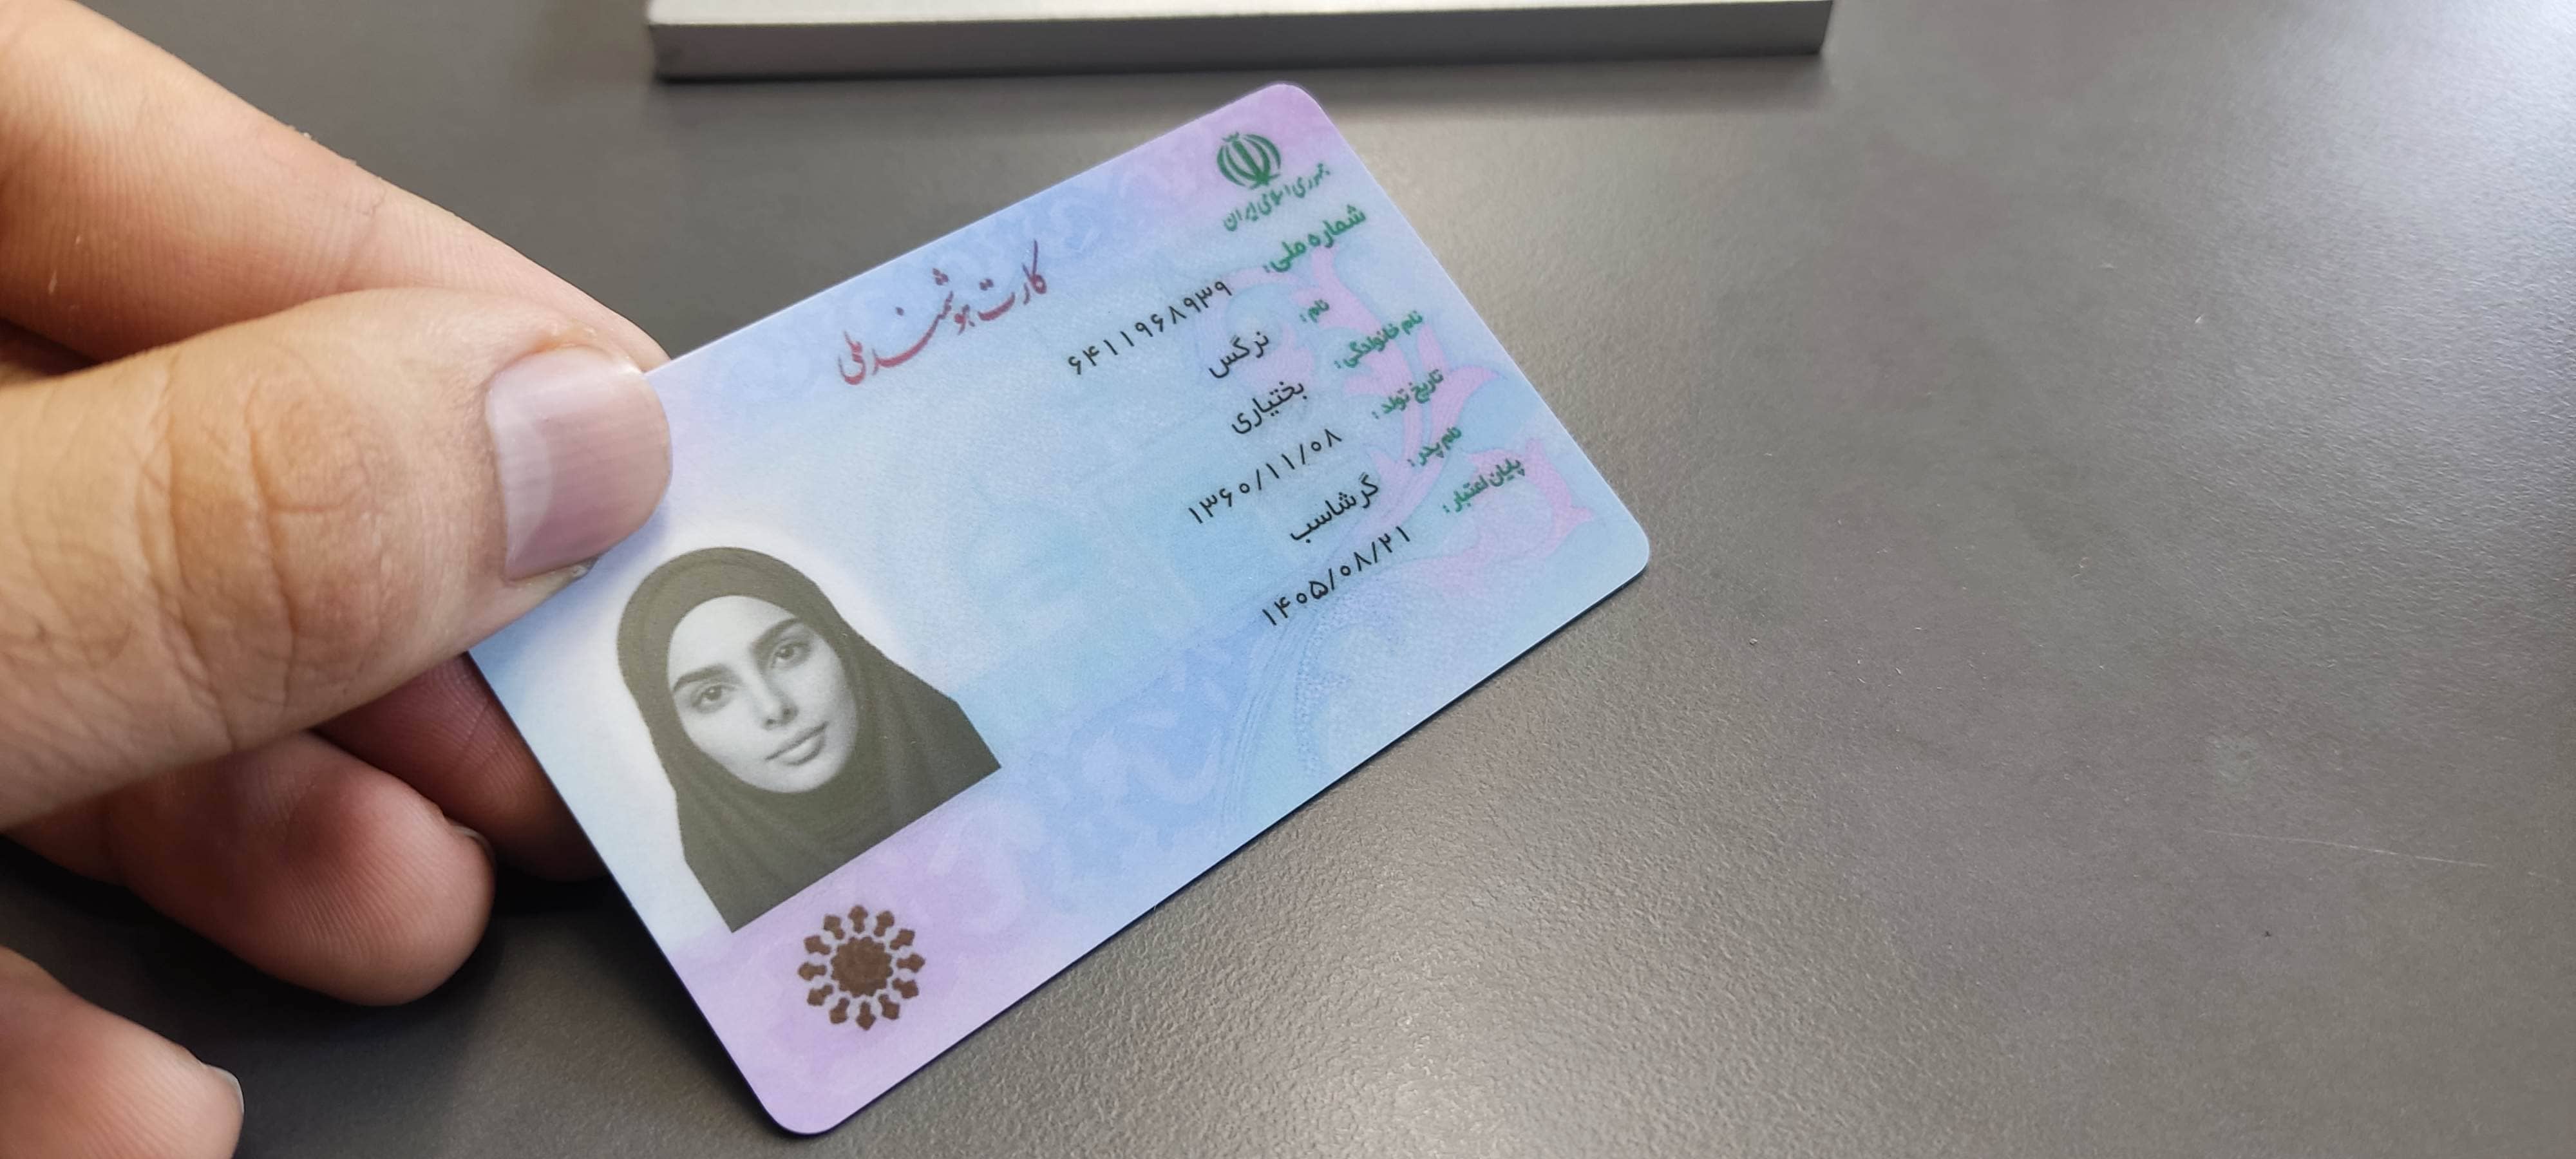 جمهوری اسلامی ایران
کارت هوشمند ملی
شماره ملی: ۶۴۱۱۹۶۸۹۳۹
نام: نرگس
نام خانوادگی: بختیاری
تاریخ تولد: ۱۳۶۰/۱۱/۰۸
نام پدر: گرشاسب
پایان اعتبار: ۱۴۰۵/۰۸/۲۱